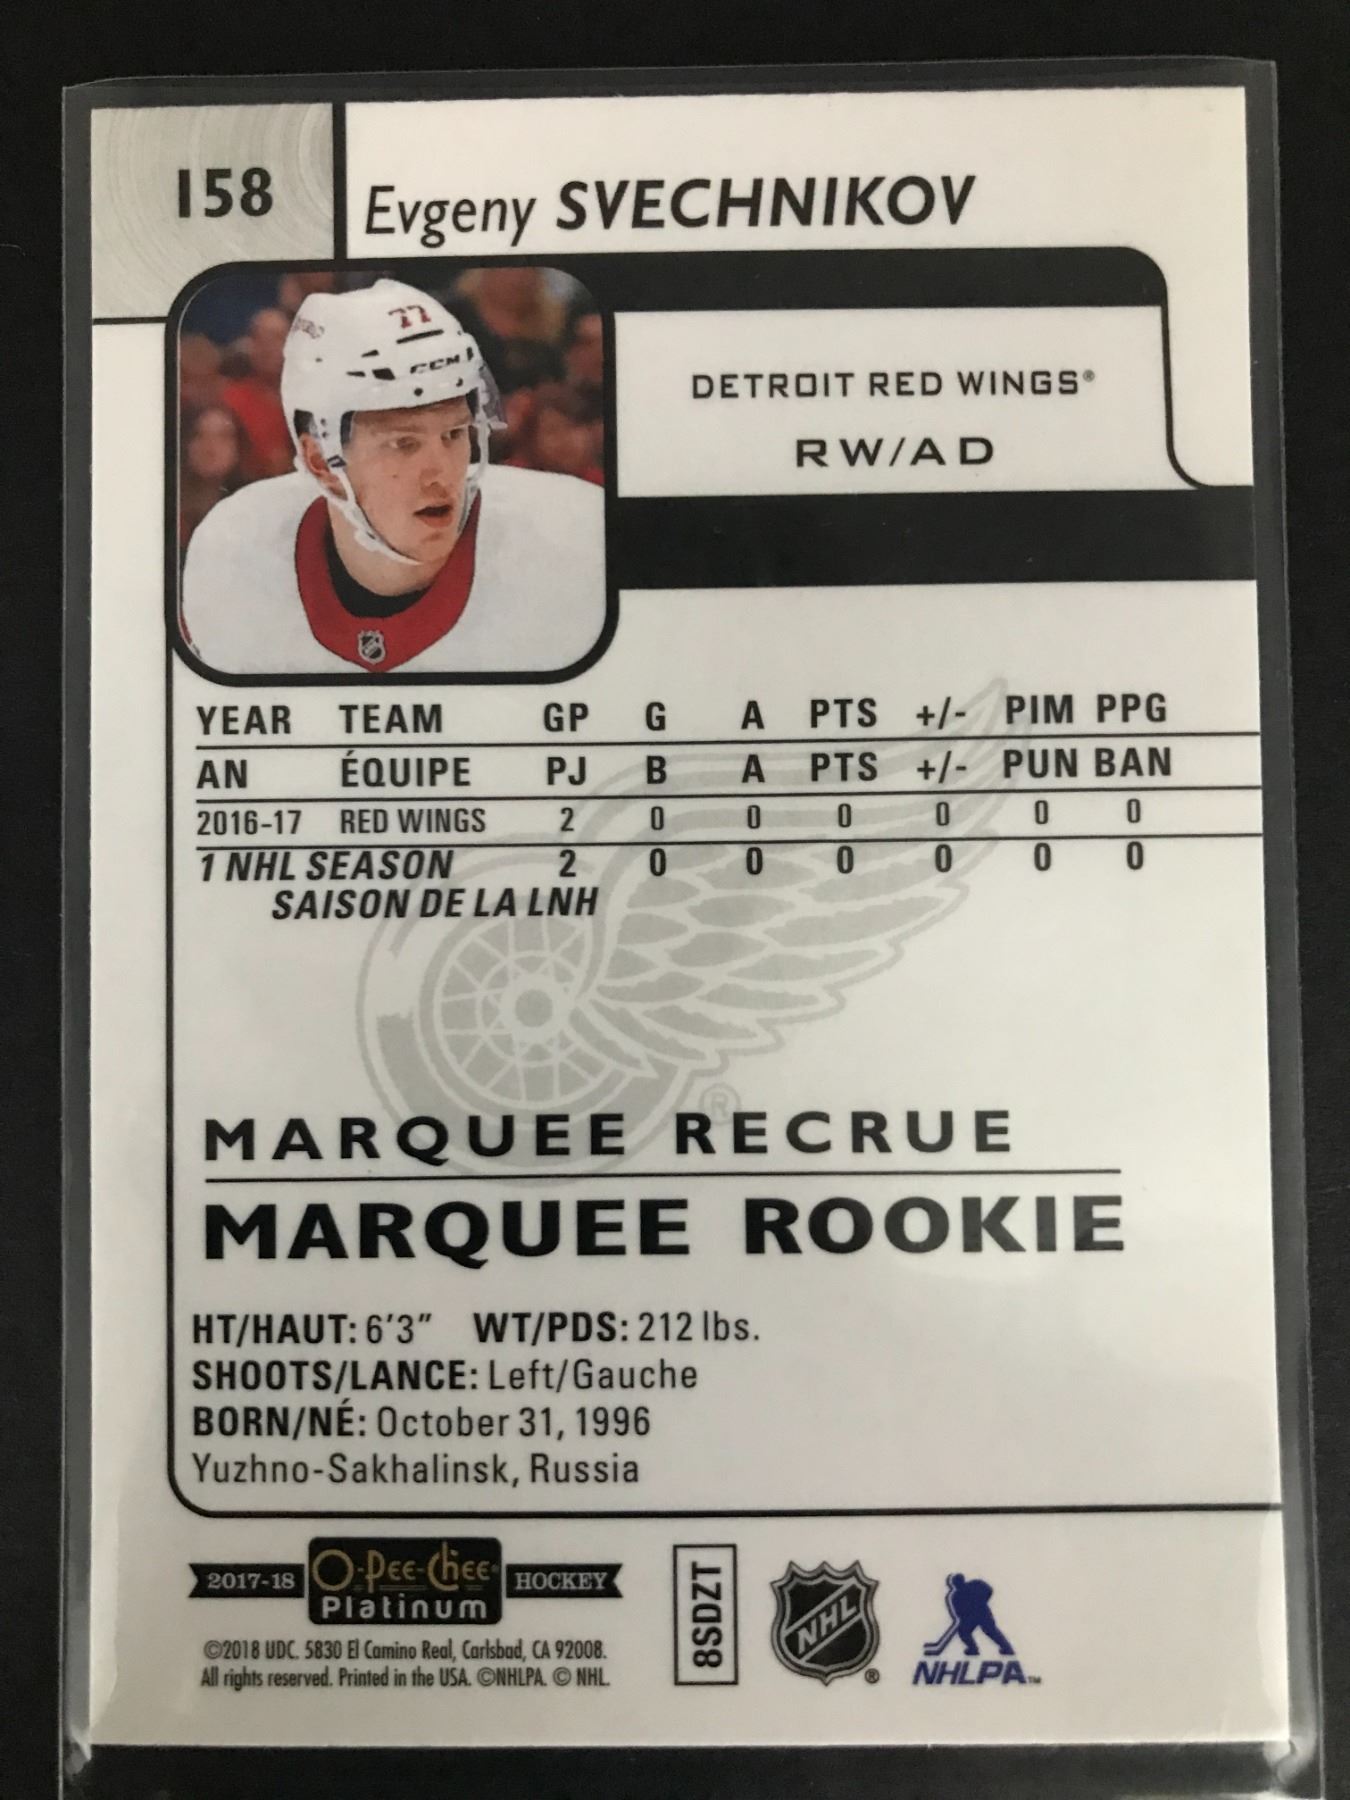 158
Evgeny SVECHNIKOV
77
CCM
DETROIT RED WINGS®
RW/AD
YEAR TEAM GP G A PTS +/- PIM PPG
AN ÉQUIPE PJ B A PTS +/- PUN BAN
2016-17 RED WINGS 2 0 0 0 0 0 0
1 NHL SEASON 2 0 0 0 0 0 0
SAISON DE LA LNH
®
MARQUEE RECRUE
MARQUEE ROOKIE
HT/HAUT: 6'3" WT/PDS: 212 lbs.
SHOOTS/LANCE: Left/Gauche
BORN/NÉ: October 31, 1996
Yuzhno-Sakhalinsk, Russia
2017-18 O-Pee-Chee® HOCKEY
Platinum
©2018 UDC. 5830 El Camino Real, Carlsbad, CA 92008.
All rights reserved. Printed in the USA. ©NHLPA. © NHL.
8SDZT
NHL ®
NHLPA™